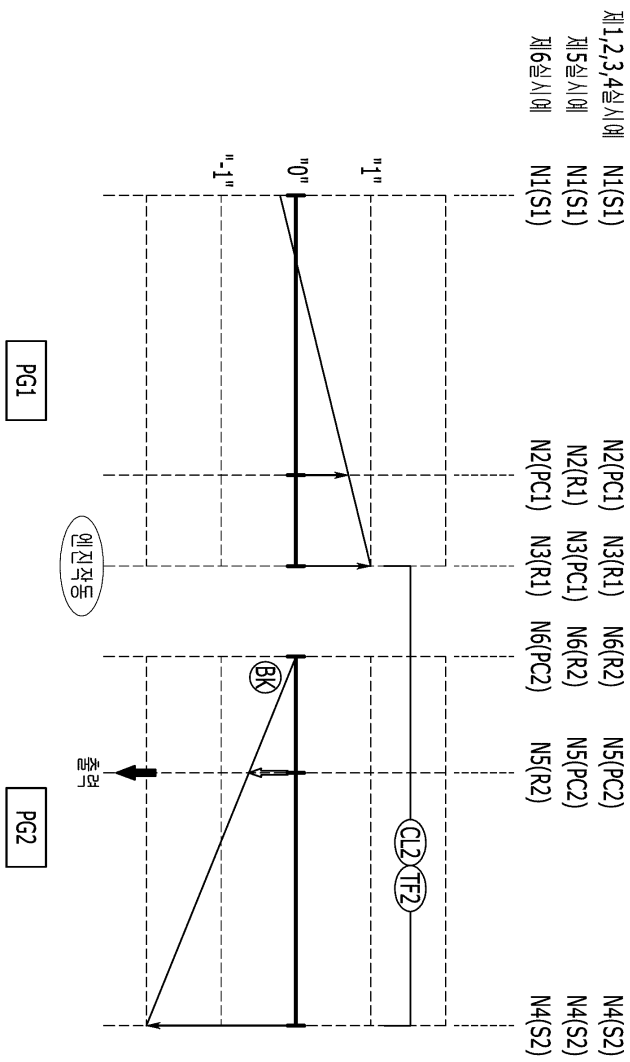 제1,2,3,4실시예 N1(S1) N2(PC1) N3(R1) N6(R2) N5(PC2) N4(S2)
제5실시예 N1(S1) N2(R1) N3(PC1) N6(R2) N5(PC2) N4(S2)
제6실시예 N1(S1) N2(PC1) N3(R1) N6(PC2) N5(R2) N4(S2)
CL2 TF2
"1"
"0"
BK
"-1"
엔진작동
출력
PG1 PG2